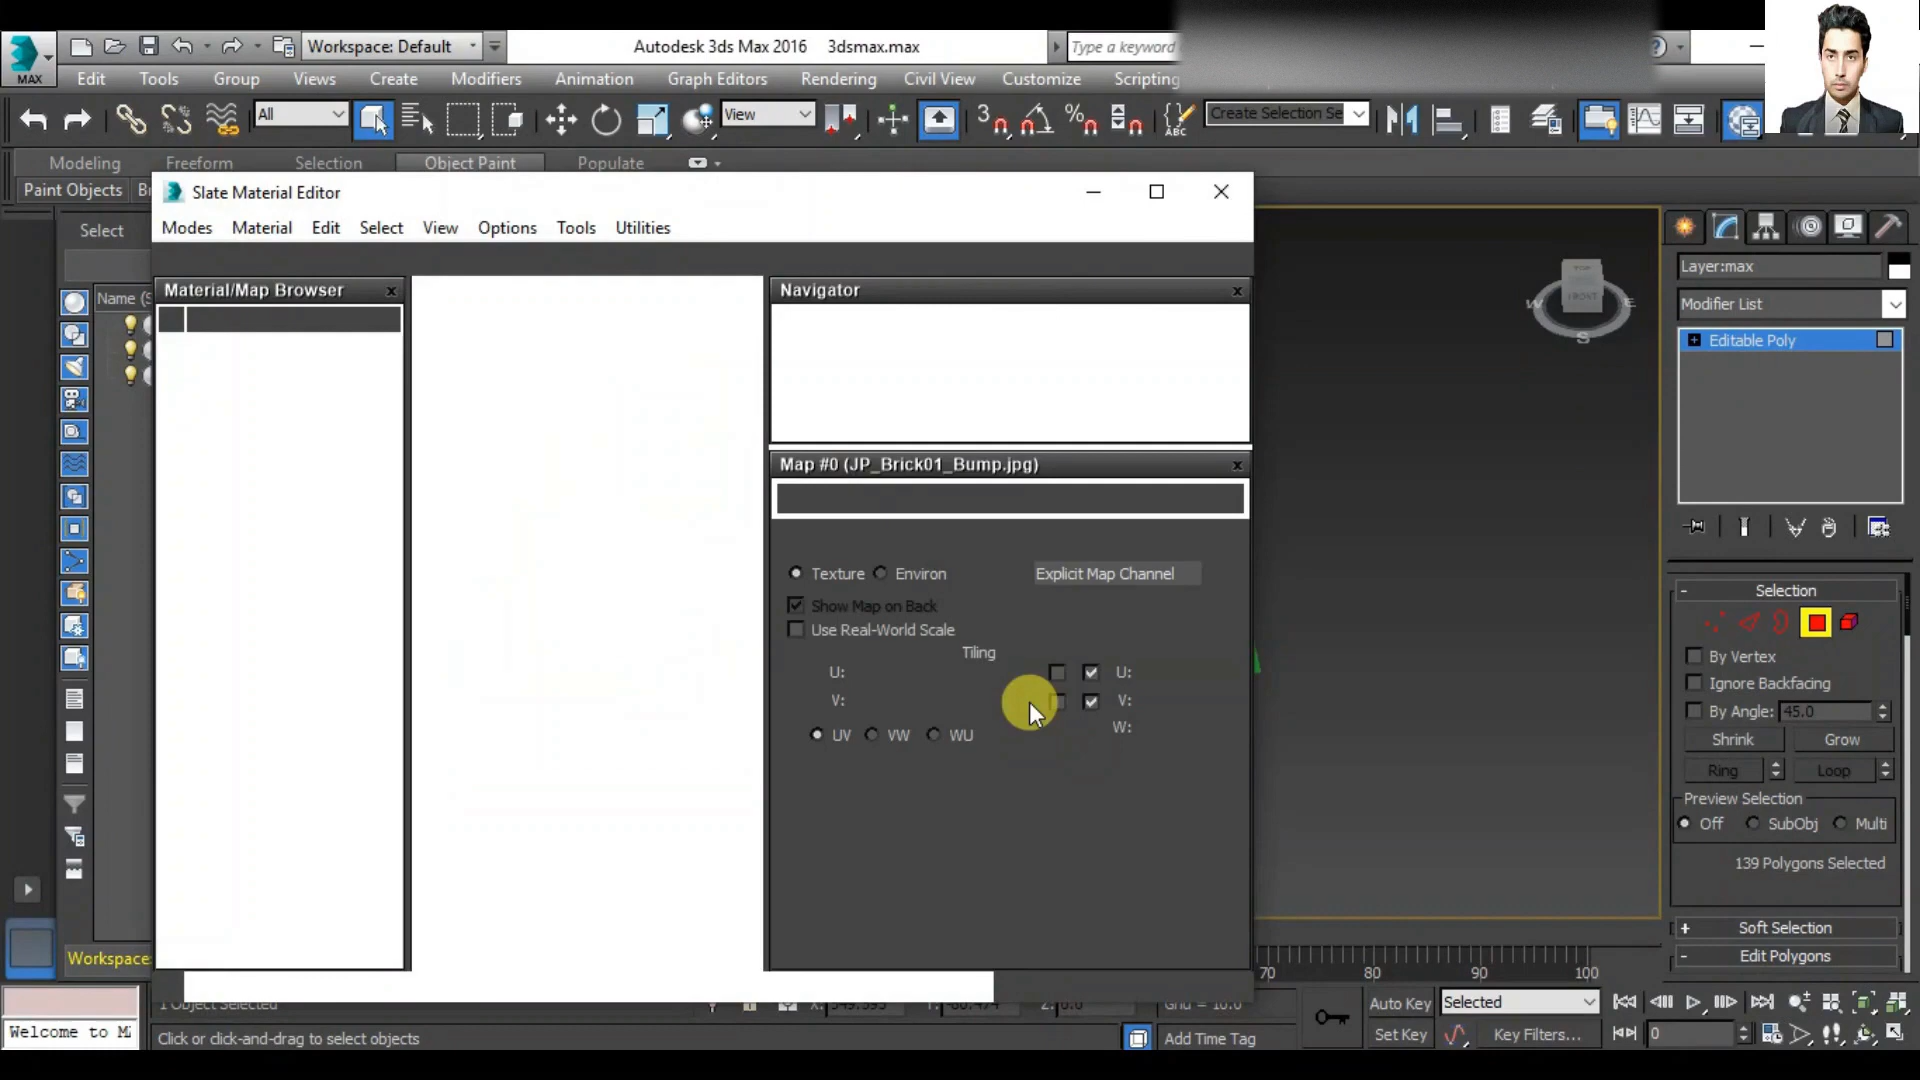 Workspace: Default
Autodesk 3ds Max 2016 3dsmax.max
Type a keyword
MAX
Edit Tools Group Views Create Modifiers Animation Graph Editors Rendering Civil View Customize Scripting
All
View
3
ABC
Create Selection Se
Modeling Freeform Selection Object Paint Populate
Paint Objects
Slate Material Editor
Modes Material Edit Select View Options Tools Utilities
Select
Name (S
Material/Map Browser x
Navigator x
Map #0 (JP_Brick01_Bump.jpg) x
Texture Environ Explicit Map Channel
Show Map on Back
Use Real-World Scale
Tiling
U: U:
V: V:
W:
UV VW WU
TOP
FRONT
W E
S
Layer:max
Modifier List
Editable Poly
- Selection
By Vertex
Ignore Backfacing
By Angle: 45.0
Shrink Grow
Ring Loop
Preview Selection
Off SubObj Multi
139 Polygons Selected
+ Soft Selection
- Edit Polygons
Workspace:
70 80 90 100
1 Object Selected
Auto Key Selected
Set Key Key Filters... 0
Welcome to M
Click or click-and-drag to select objects
Add Time Tag